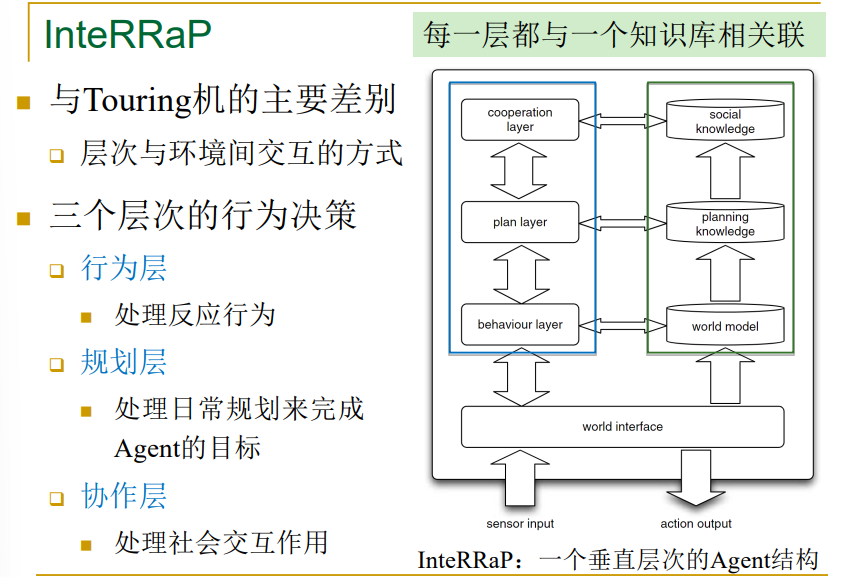 InteRRaP
与Touring机的主要差别
层次与环境间交互的方式
三个层次的行为决策
行为层
处理反应行为
规划层
处理日常规划来完成
Agent的目标
协作层
处理社会交互作用
每一层都与一个知识库相关联
cooperation
layer
social
knowledge
plan layer
planning
knowledge
behaviour layer
world model
world interface
sensor input
action output
InteRRaP：一个垂直层次的Agent结构